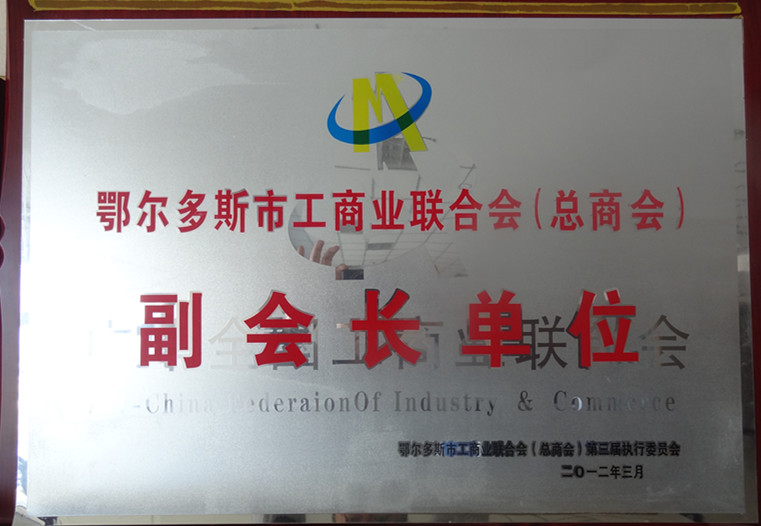 鄂尔多斯市工商业联合会(总商会)
副会长单位
全国工商业联 会
-China FederaionOf Industry & Commerce
鄂尔多斯市工商业联合会(总商会)第三届执行委员会
二〇一二年三月